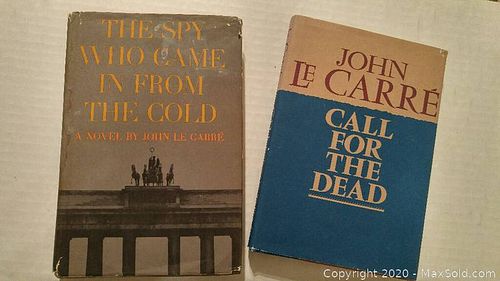 THE SPY
WHO CAME
IN FROM
THE COLD
A NOVEL BY JOHN LE CARRÉ
JOHN
LE CARRÉ
CALL
FOR
THE
DEAD
Copyright © 2020 - MaxSold.com